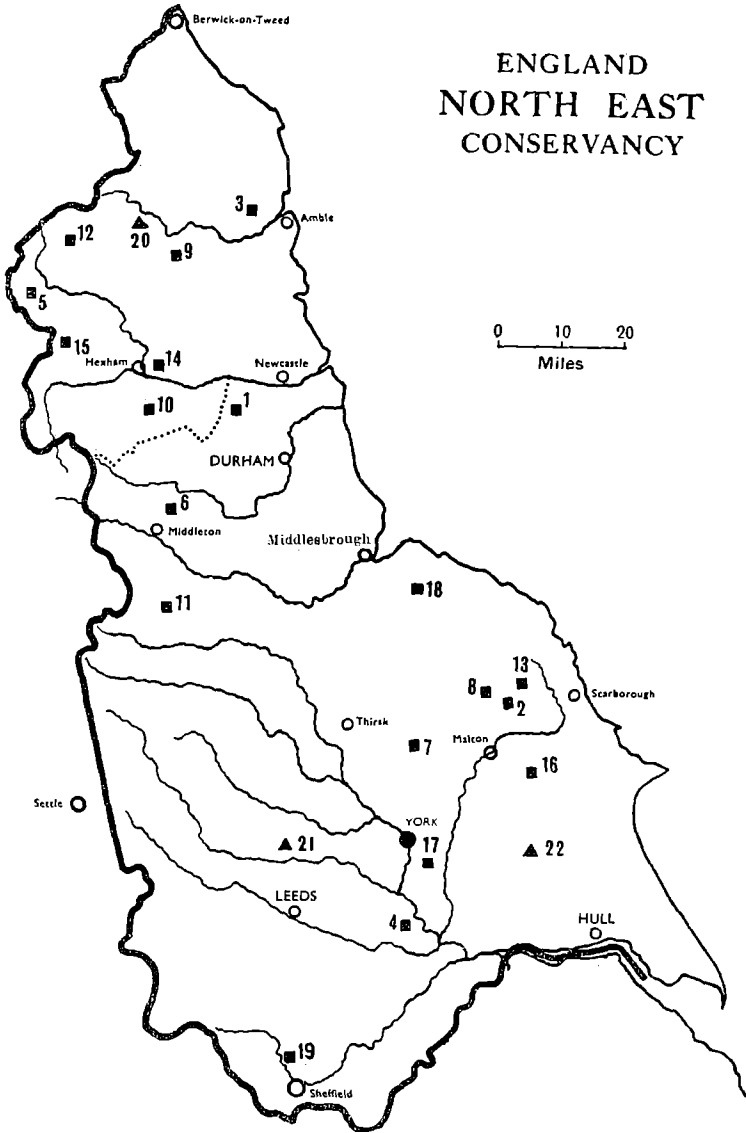 Berwick-on-Tweed
ENGLAND
NORTH EAST
CONSERVANCY
3
Amble
12
20
9
5
15
0 10 20
Miles
Hexham
14
Newcastle
10
1
DURHAM
6
Middleton
Middlesbrough
11
18
13
8
2
Scarborough
Thirsk
7
Malton
16
Settle
YORK
21
17
22
LEEDS
4
HULL
19
Sheffield